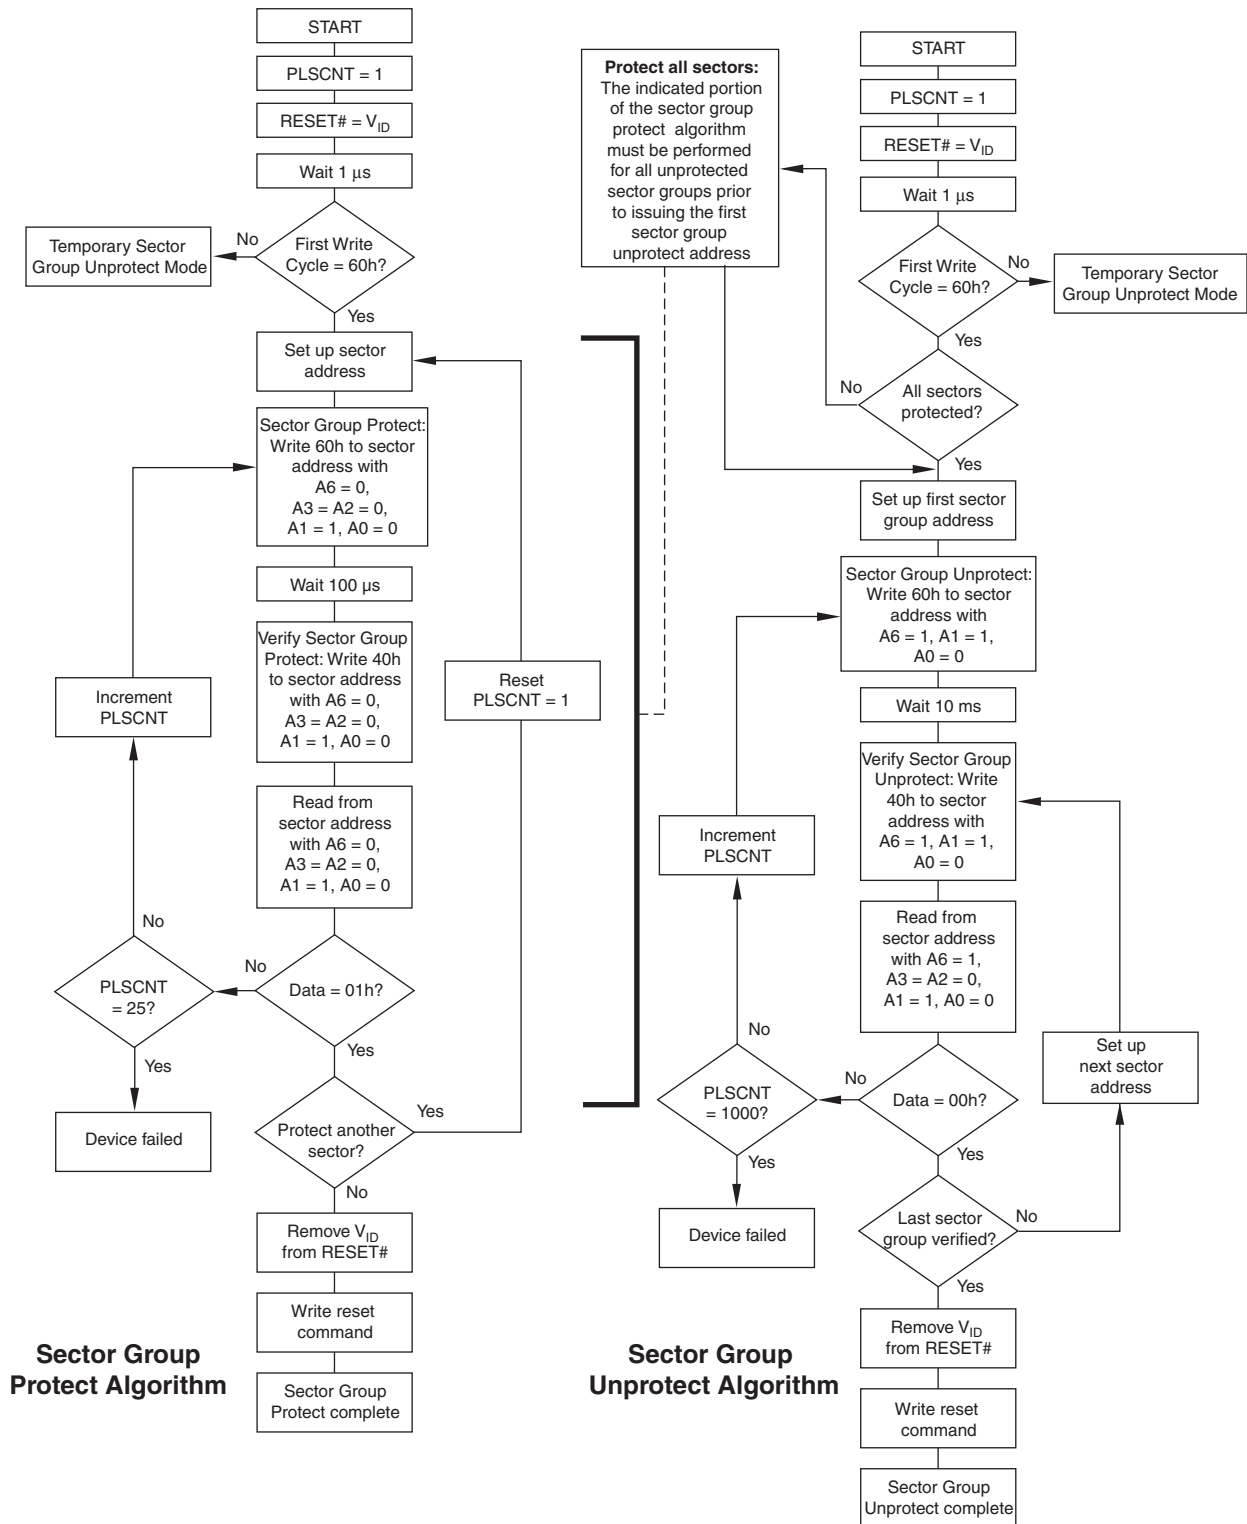 START
PLSCNT = 1
RESET# = VID
Wait 1 μs
First Write
Cycle = 60h?
No
Temporary Sector
Group Unprotect Mode
Yes
Set up sector
address
Sector Group Protect:
Write 60h to sector
address with
A6 = 0,
A3 = A2 = 0,
A1 = 1, A0 = 0
Wait 100 μs
Verify Sector Group
Protect: Write 40h
to sector address
with A6 = 0,
A3 = A2 = 0,
A1 = 1, A0 = 0
Increment
PLSCNT
Reset
PLSCNT = 1
Read from
sector address
with A6 = 0,
A3 = A2 = 0,
A1 = 1, A0 = 0
No
PLSCNT
= 25?
No
Data = 01h?
Yes
Yes
Device failed
Protect another
sector?
Yes
No
Remove VID
from RESET#
Write reset
command
Sector Group
Protect complete
Sector Group
Protect Algorithm
Protect all sectors:
The indicated portion
of the sector group
protect algorithm
must be performed
for all unprotected
sector groups prior
to issuing the first
sector group
unprotect address
START
PLSCNT = 1
RESET# = VID
Wait 1 μs
First Write
Cycle = 60h?
No
Temporary Sector
Group Unprotect Mode
Yes
No
All sectors
protected?
Yes
Set up first sector
group address
Sector Group Unprotect:
Write 60h to sector
address with
A6 = 1, A1 = 1,
A0 = 0
Wait 10 ms
Verify Sector Group
Unprotect: Write
40h to sector
address with
A6 = 1, A1 = 1,
A0 = 0
Increment
PLSCNT
Read from
sector address
with A6 = 1,
A3 = A2 = 0,
A1 = 1, A0 = 0
No
PLSCNT
= 1000?
No
Data = 00h?
Set up
next sector
address
Yes
Yes
Device failed
Last sector
group verified?
No
Yes
Remove VID
from RESET#
Write reset
command
Sector Group
Unprotect complete
Sector Group
Unprotect Algorithm